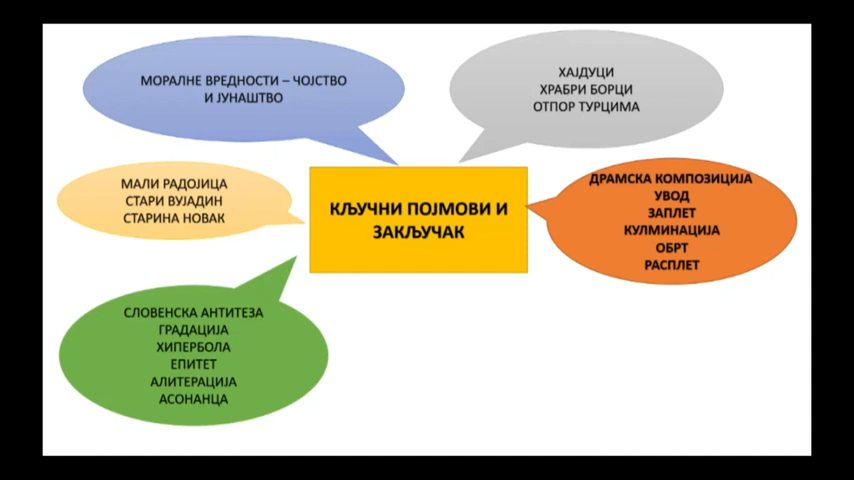 МОРАЛНЕ ВРЕДНОСТИ – ЧОЈСТВО
И ЈУНАШТВО
ХАЈДУЦИ
ХРАБРИ БОРЦИ
ОТПОР ТУРЦИМА
МАЛИ РАДОЈИЦА
СТАРИ ВУЈАДИН
СТАРИНА НОВАК
КЉУЧНИ ПОЈМОВИ И
ЗАКЉУЧАК
ДРАМСКА КОМПОЗИЦИЈА
УВОД
ЗАПЛЕТ
КУЛМИНАЦИЈА
ОБРТ
РАСПЛЕТ
СЛОВЕНСКА АНТИТЕЗА
ГРАДАЦИЈА
ХИПЕРБОЛА
ЕПИТЕТ
АЛИТЕРАЦИЈА
АСОНАНЦА